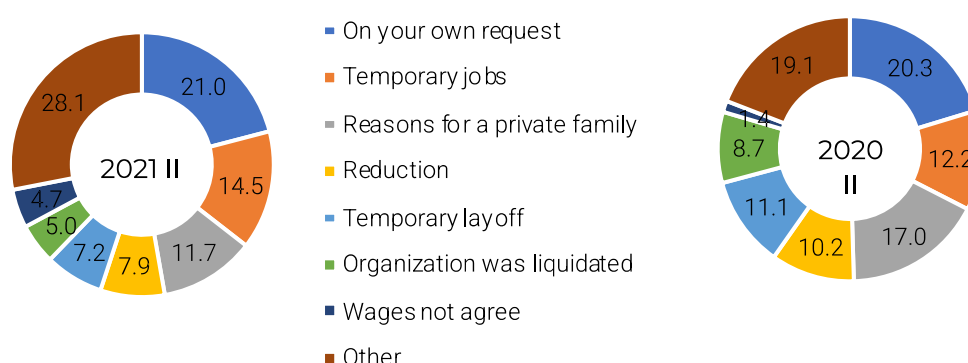 21.0
14.5
11.7
7.9
7.2
5.0
4.7
28.1
2021 II
On your own request
Temporary jobs
Reasons for a private family
Reduction
Temporary layoff
Organization was liquidated
Wages not agree
Other
20.3
12.2
17.0
10.2
11.1
8.7
1.4
19.1
2020
II